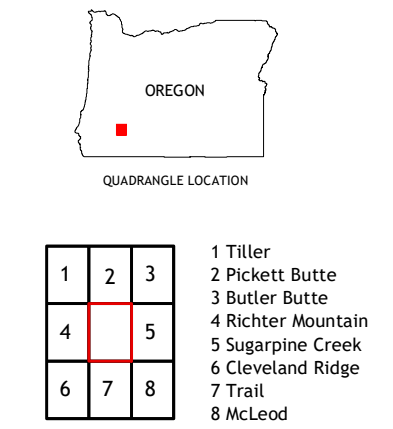 OREGON
QUADRANGLE LOCATION
1 2 3
4 5
6 7 8
1 Tiller
2 Pickett Butte
3 Butler Butte
4 Richter Mountain
5 Sugarpine Creek
6 Cleveland Ridge
7 Trail
8 McLeod